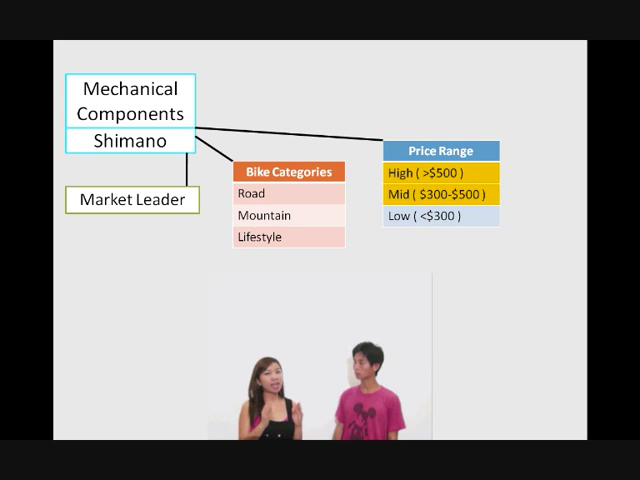 Mechanical
Components
Shimano
Market Leader
Bike Categories
Road
Mountain
Lifestyle
Price Range
High ( >$500 )
Mid ( $300-$500 )
Low ( <$300 )